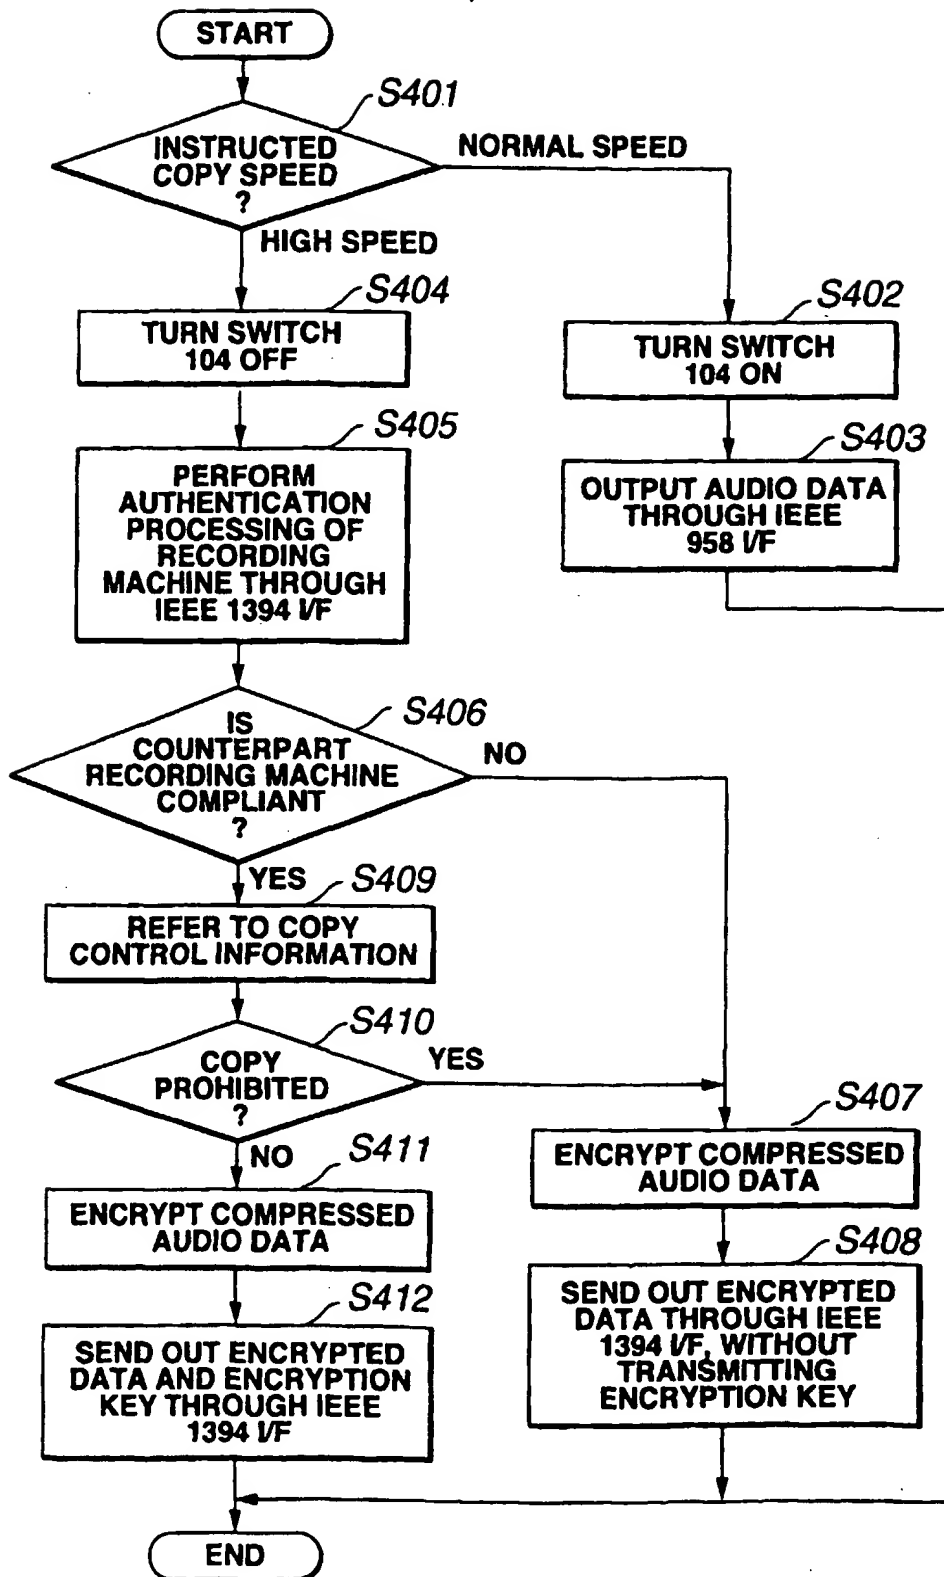 START
S401
INSTRUCTED
COPY SPEED
?
NORMAL SPEED
HIGH SPEED
S404
TURN SWITCH
104 OFF
S402
TURN SWITCH
104 ON
S405
PERFORM
AUTHENTICATION
PROCESSING OF
RECORDING
MACHINE THROUGH
IEEE 1394 I/F
S403
OUTPUT AUDIO DATA
THROUGH IEEE
958 I/F
S406
IS
COUNTERPART
RECORDING MACHINE
COMPLIANT
?
NO
YES
S409
REFER TO COPY
CONTROL INFORMATION
S410
COPY
PROHIBITED
?
YES
NO
S407
ENCRYPT COMPRESSED
AUDIO DATA
S411
ENCRYPT COMPRESSED
AUDIO DATA
S408
SEND OUT ENCRYPTED
DATA THROUGH IEEE
1394 I/F, WITHOUT
TRANSMITTING
ENCRYPTION KEY
S412
SEND OUT ENCRYPTED
DATA AND ENCRYPTION
KEY THROUGH IEEE
1394 I/F
END